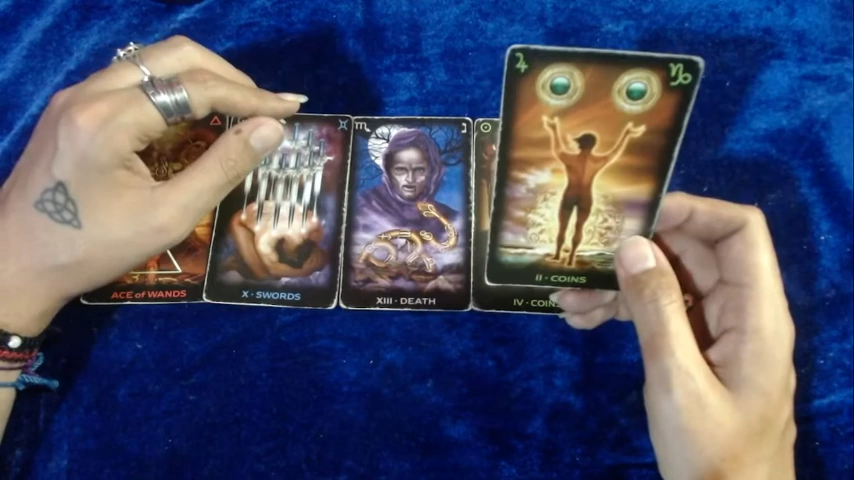 ACE of WANDS
X · SWORDS
XIII · DEATH
IV · COIN
II · COINS